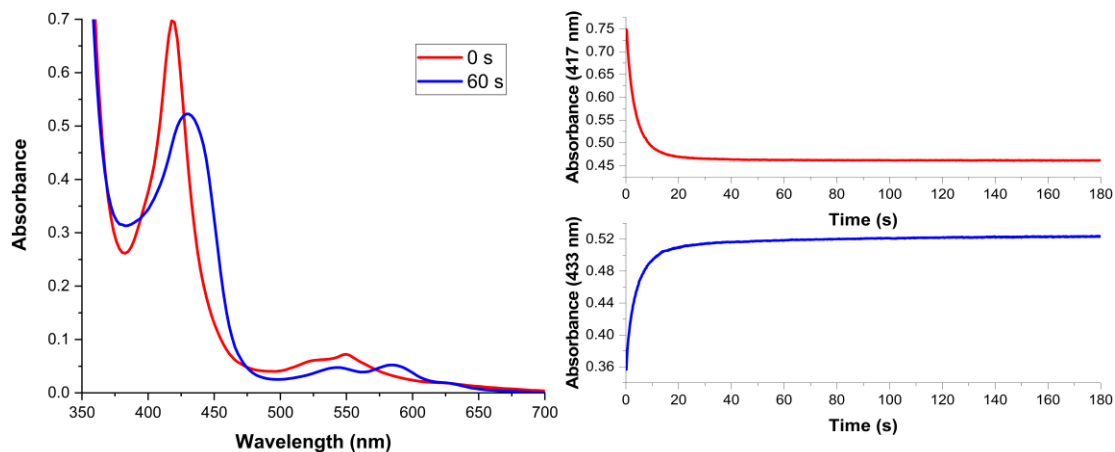 0.7
0.6
0.5
0.4
0.3
0.2
0.1
0.0
Absorbance
0 s
60 s
350 400 450 500 550 600 650 700
Wavelength (nm)
0.75
0.70
0.65
0.60
0.55
0.50
0.45
Absorbance (417 nm)
0 20 40 60 80 100 120 140 160 180
Time (s)
0.52
0.48
0.44
0.40
0.36
Absorbance (433 nm)
0 20 40 60 80 100 120 140 160 180
Time (s)